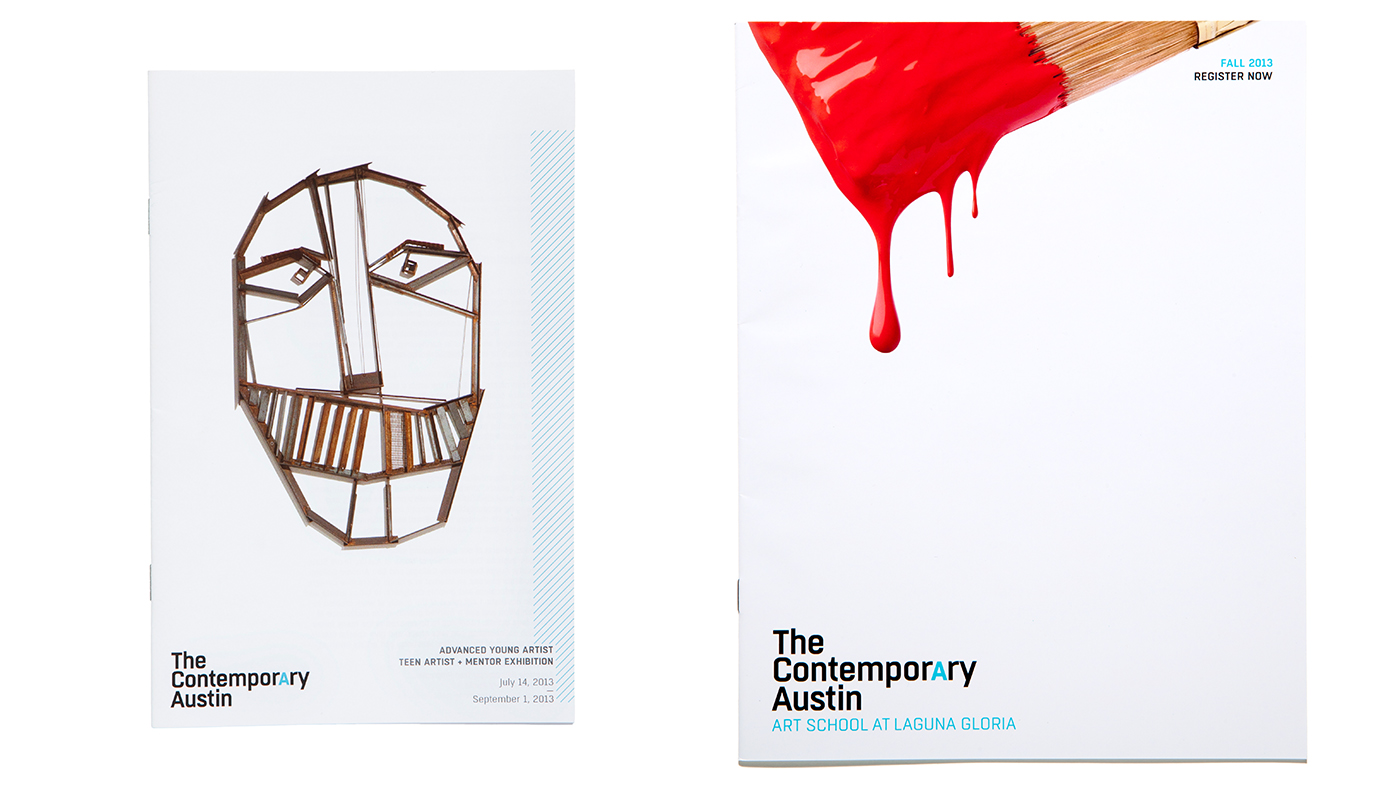 The
ContemporAry
Austin
ADVANCED YOUNG ARTIST
TEEN ARTIST + MENTOR EXHIBITION
July 14, 2013
—
September 1, 2013
FALL 2013
REGISTER NOW
The
ContemporAry
Austin
ART SCHOOL AT LAGUNA GLORIA